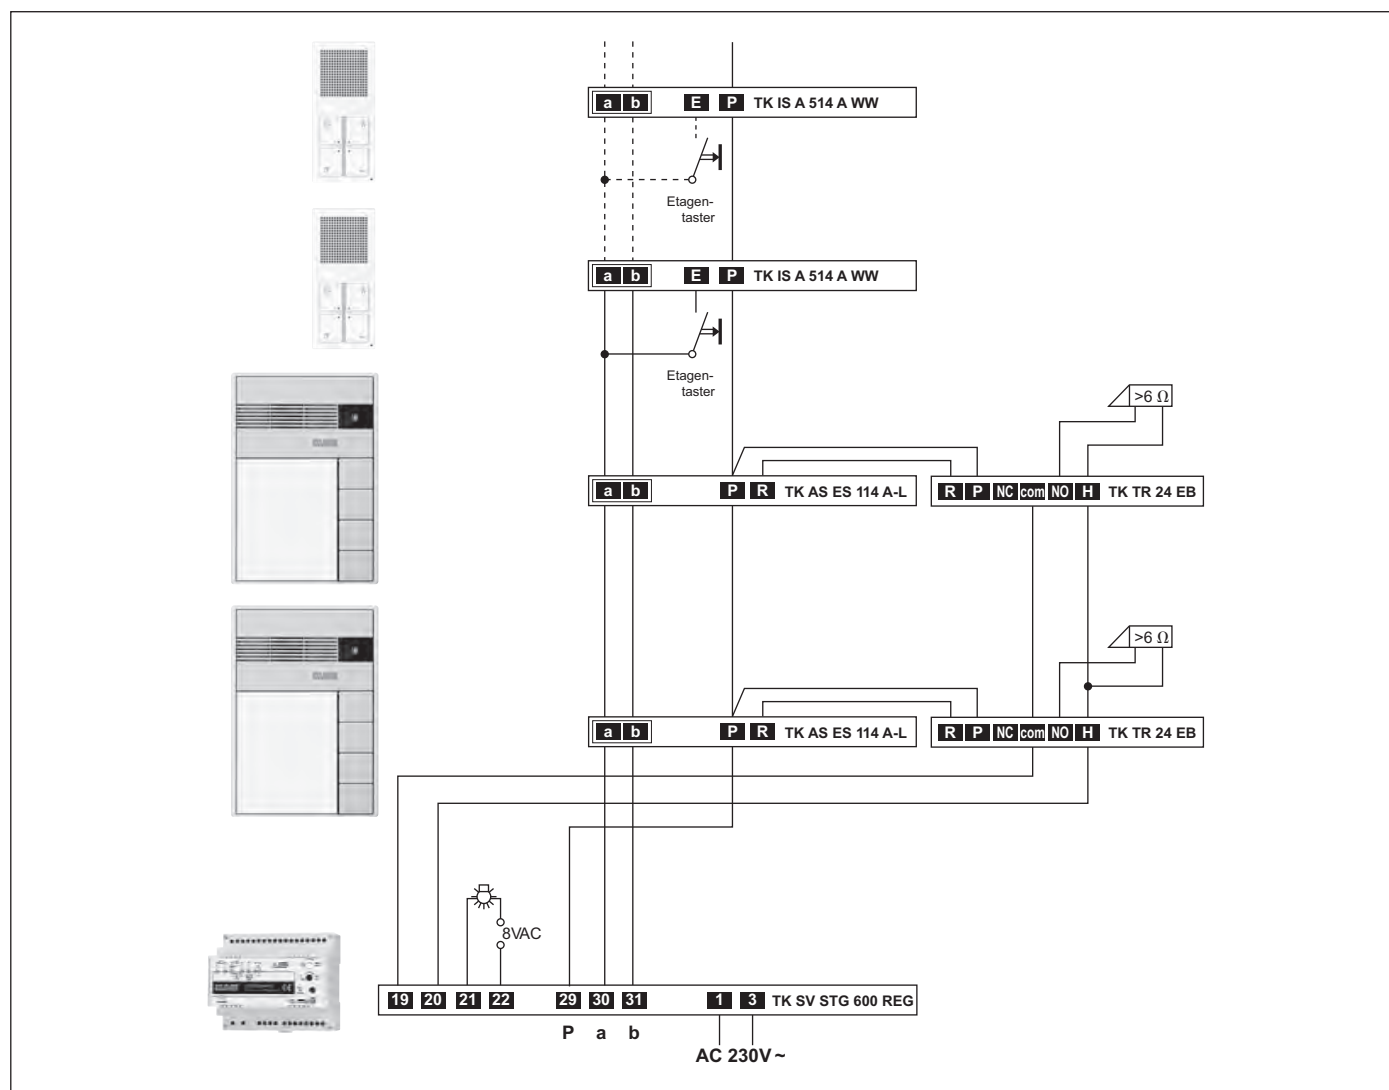 a b E P TK IS A 514 A WW
Etagen-
taster
a b E P TK IS A 514 A WW
Etagen-
taster
>6 Ω
a b P R TK AS ES 114 A-L
R P NC com NO H TK TR 24 EB
>6 Ω
a b P R TK AS ES 114 A-L
R P NC com NO H TK TR 24 EB
8VAC
19 20 21 22 29 30 31 1 3 TK SV STG 600 REG
P a b
AC 230V ~